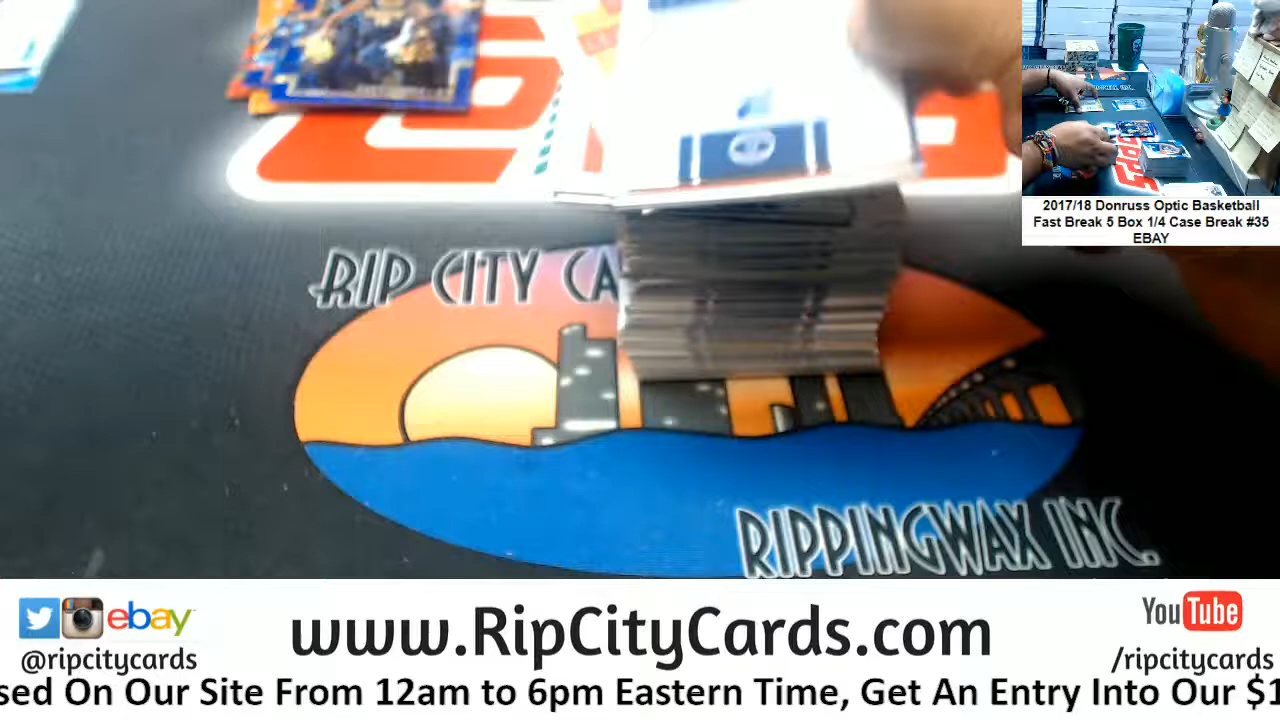 RIP CITY CA
RIPPINGWAX INC.
2017/18 Donruss Optic Basketball
Fast Break 5 Box 1/4 Case Break #35
EBAY
ebay
@ripcitycards
www.RipCityCards.com
YouTube
/ripcitycards
sed On Our Site From 12am to 6pm Eastern Time, Get An Entry Into Our $1